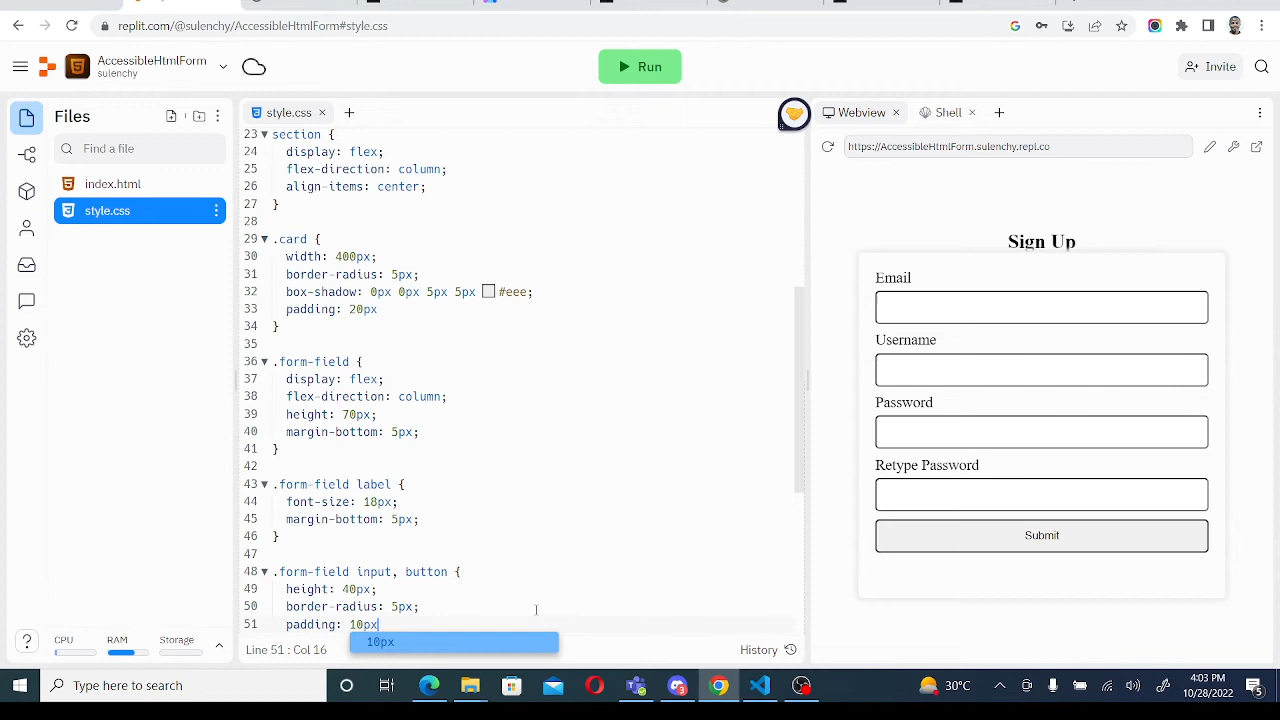 replit.com/@sulenchy/AccessibleHtmlForm#style.css
AccessibleHtmlForm
sulenchy
Run
Invite
Files
style.css
Webview
Shell
Find a file
https://AccessibleHtmlForm.sulenchy.repl.co
index.html
style.css
23 section {
24 display: flex;
25 flex-direction: column;
26 align-items: center;
27 }
28
29 .card {
30 width: 400px;
31 border-radius: 5px;
32 box-shadow: 0px 0px 5px 5px #eee;
33 padding: 20px
34 }
35
36 .form-field {
37 display: flex;
38 flex-direction: column;
39 height: 70px;
40 margin-bottom: 5px;
41 }
42
43 .form-field label {
44 font-size: 18px;
45 margin-bottom: 5px;
46 }
47
48 .form-field input, button {
49 height: 40px;
50 border-radius: 5px;
51 padding: 10px
10px
Line 51 : Col 16
History
Sign Up
Email
Username
Password
Retype Password
Submit
CPU
RAM
Storage
Type here to search
30°C
4:03 PM
10/28/2022
5